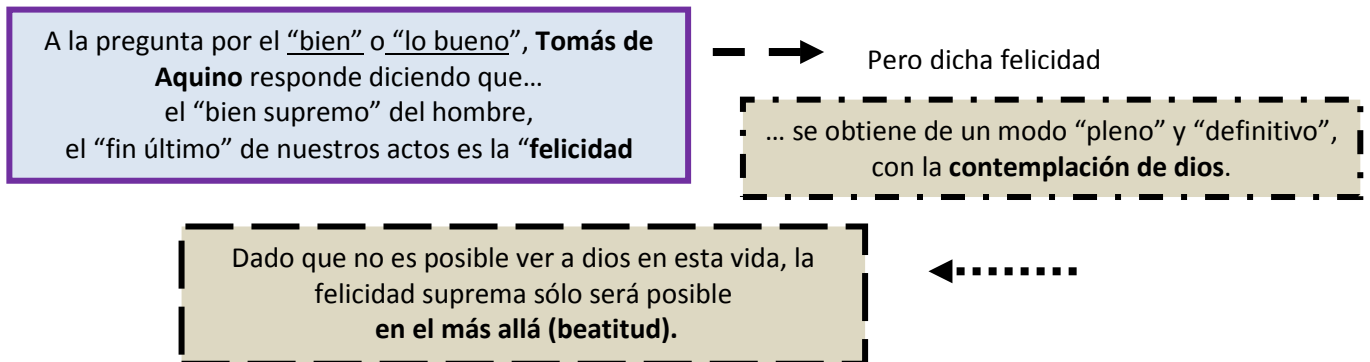 A la pregunta por el “bien” o “lo bueno”, Tomás de
Aquino responde diciendo que…
el “bien supremo” del hombre,
el “fin último” de nuestros actos es la “felicidad
Pero dicha felicidad
… se obtiene de un modo “pleno” y “definitivo”,
con la contemplación de dios.
Dado que no es posible ver a dios en esta vida, la
felicidad suprema sólo será posible
en el más allá (beatitud).